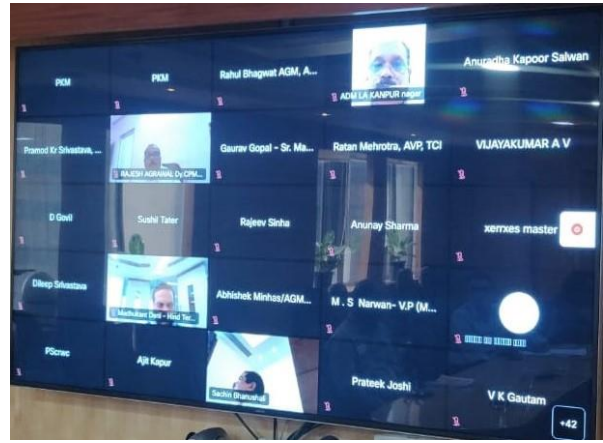 PKM
PKM
Rahul Bhagwat AGM, A...
ADM LA KANPUR nagar
Anuradha Kapoor Salwan
Pramod Kr Srivastava, ...
RAJESH AGRAWAL Dy.CPM...
Gaurav Gopal - Sr. Ma...
Ratan Mehrotra, AVP, TCI
VIJAYAKUMAR A V
D Govil
Sushil Tater
Rajeev Sinha
Anunay Sharma
xerrxes master
Dileep Srivastava
Madhukant Deni - Hind Ter...
Abhishek Minhas/AGM...
M . S Narwan- V.P (M...
PScrwc
Ajit Kapur
Sachin Bhanushali
Prateek Joshi
V K Gautam
+42